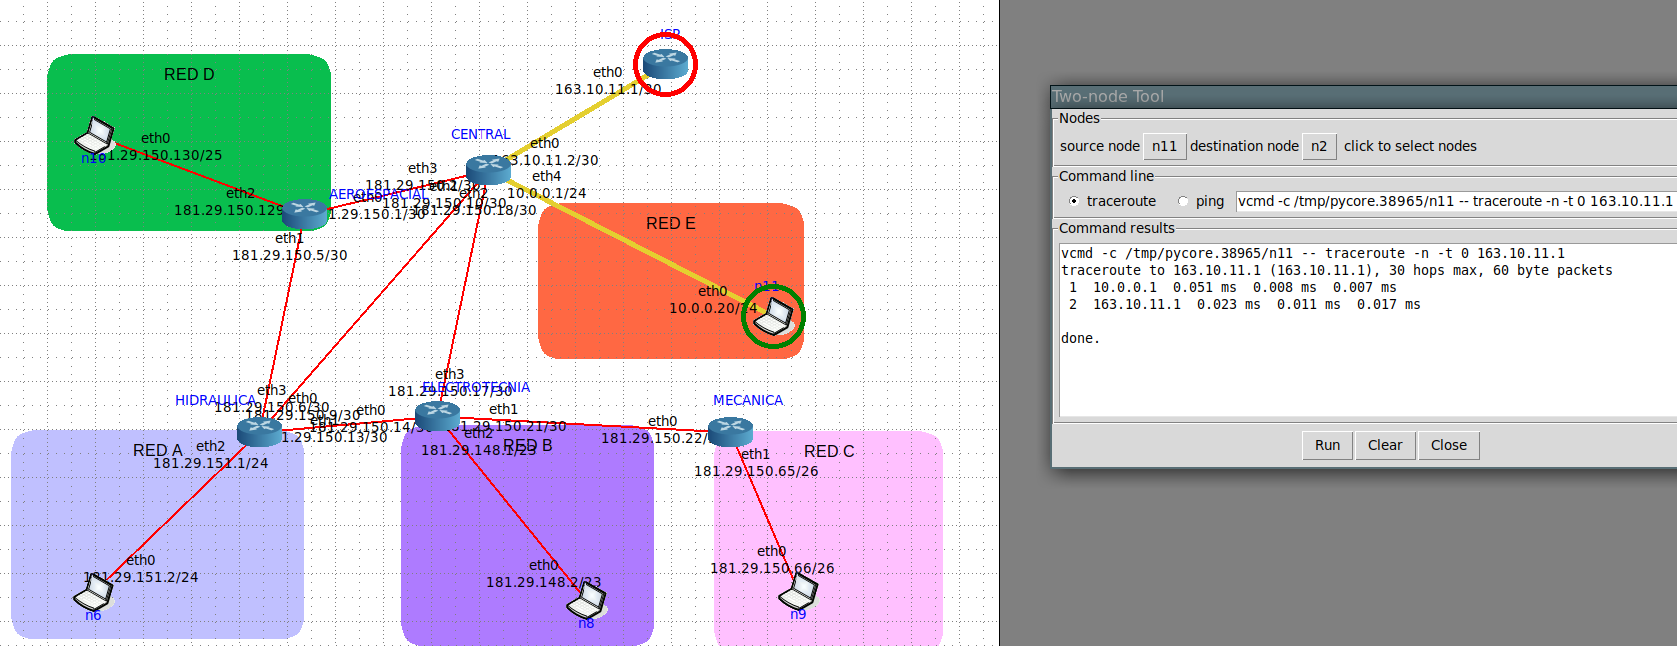 ISP
RED D
eth0
163.10.11.1/30
CENTRAL
eth0
181.29.150.130/25
n10
eth0
163.10.11.2/30
eth3
eth4
10.0.0.1/24
181.29.150.2/30
AEROESPACIAL
eth2
eth2
eth0
181.29.150.10/30
181.29.150.129
181.29.150.1/30
181.29.150.18/30
RED E
eth1
181.29.150.5/30
n11
eth0
10.0.0.20/24
eth3
181.29.150.17/30
ELECTROTECNIA
eth3
HIDRAULICA
eth0
MECANICA
181.29.150.6/30
181.29.150.9/30
eth0
eth1
181.29.150.14/30
181.29.150.21/30
eth0
181.29.150.13/30
eth2
181.29.150.22/
RED A
eth2
RED B
181.29.148.1/23
RED C
eth1
181.29.151.1/24
181.29.150.65/26
eth0
181.29.151.2/24
n6
eth0
181.29.148.2/23
n8
eth0
181.29.150.66/26
n9
Two-node Tool
Nodes
source node n11 destination node n2 click to select nodes
Command line
traceroute ping vcmd -c /tmp/pycore.38965/n11 -- traceroute -n -t 0 163.10.11.1
Command results
vcmd -c /tmp/pycore.38965/n11 -- traceroute -n -t 0 163.10.11.1
traceroute to 163.10.11.1 (163.10.11.1), 30 hops max, 60 byte packets
1 10.0.0.1 0.051 ms 0.008 ms 0.007 ms
2 163.10.11.1 0.023 ms 0.011 ms 0.017 ms
done.
Run Clear Close